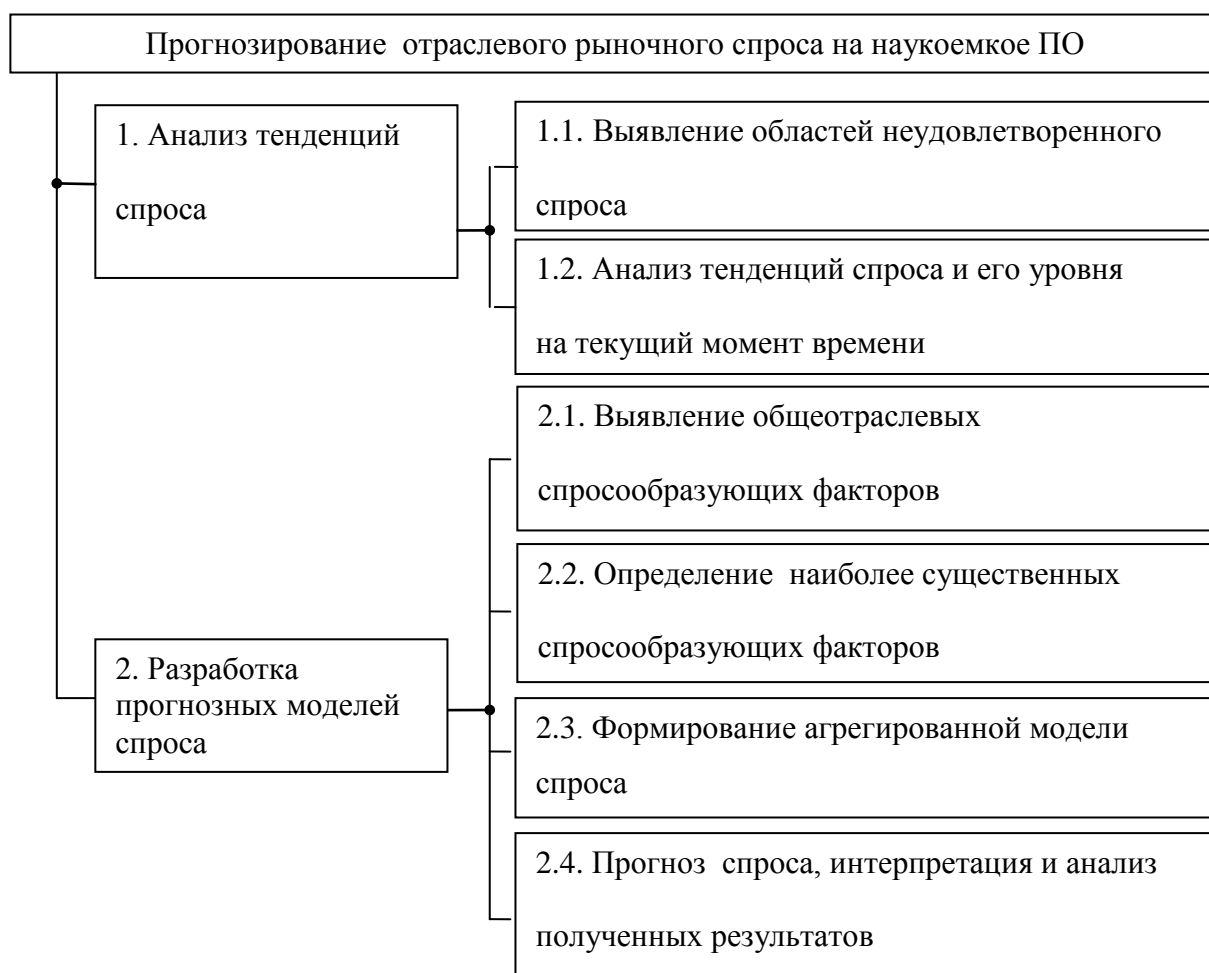 Прогнозирование отраслевого рыночного спроса на наукоемкое ПО
1. Анализ тенденций
спроса
1.1. Выявление областей неудовлетворенного
спроса
1.2. Анализ тенденций спроса и его уровня
на текущий момент времени
2. Разработка
прогнозных моделей
спроса
2.1. Выявление общеотраслевых
спросообразующих факторов
2.2. Определение наиболее существенных
спросообразующих факторов
2.3. Формирование агрегированной модели
спроса
2.4. Прогноз спроса, интерпретация и анализ
полученных результатов